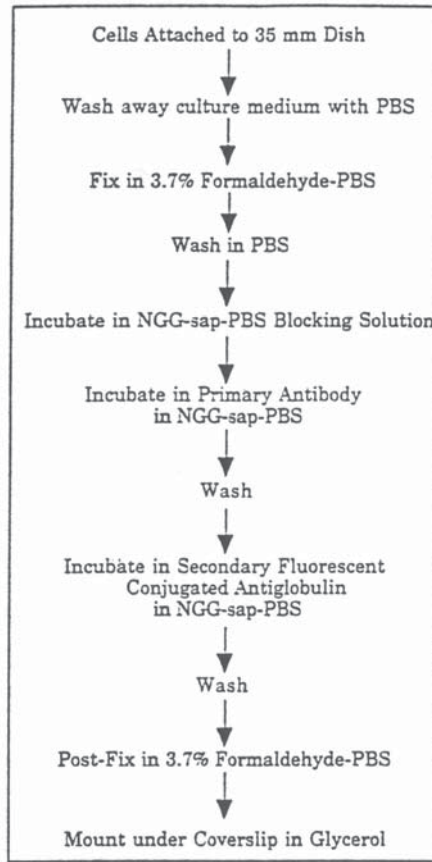 Cells Attached to 35 mm Dish
Wash away culture medium with PBS
Fix in 3.7% Formaldehyde-PBS
Wash in PBS
Incubate in NGG-sap-PBS Blocking Solution
Incubate in Primary Antibody
in NGG-sap-PBS
Wash
Incubate in Secondary Fluorescent
Conjugated Antiglobulin
in NGG-sap-PBS
Wash
Post-Fix in 3.7% Formaldehyde-PBS
Mount under Coverslip in Glycerol